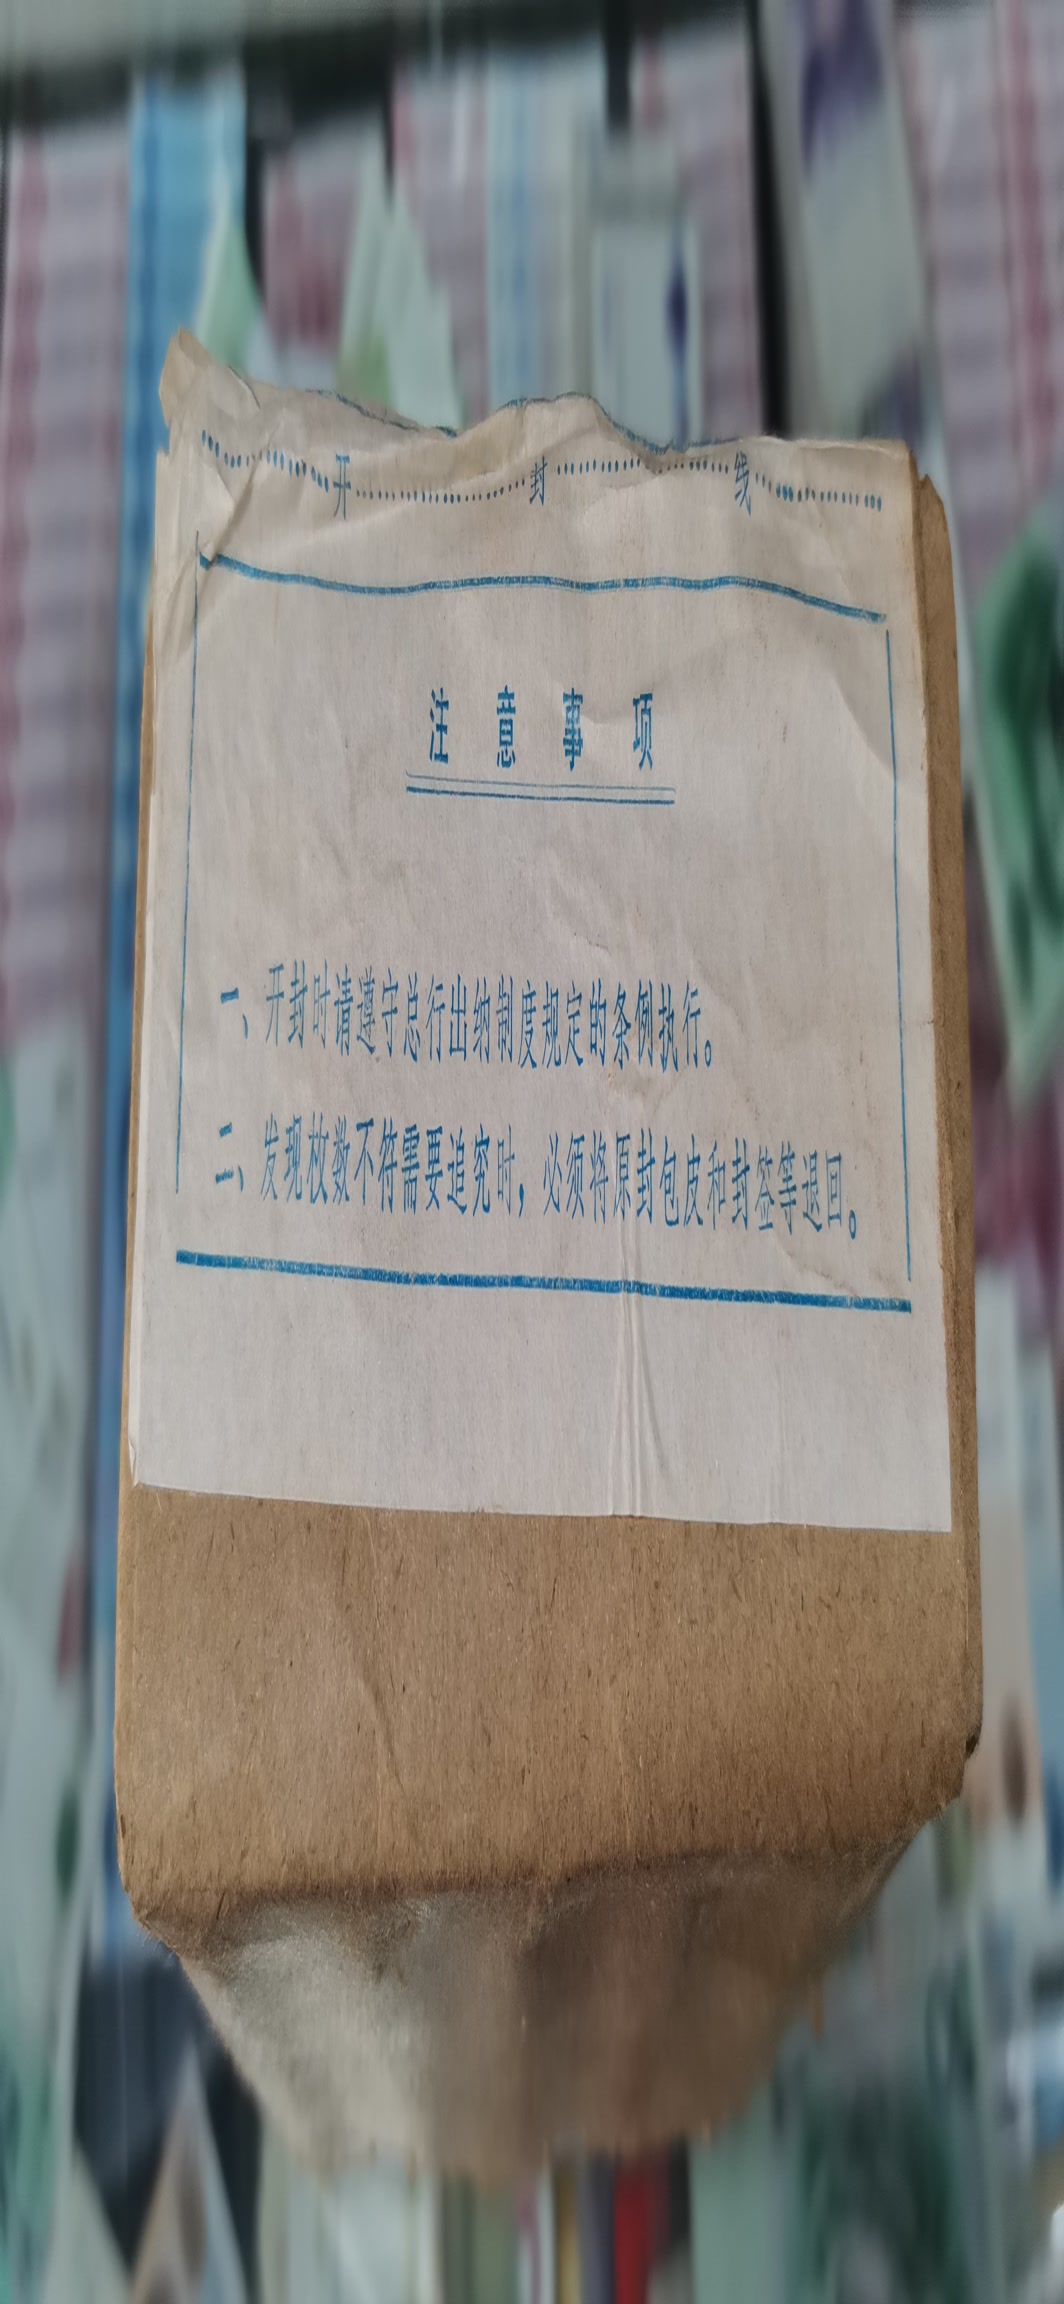 开封线
注意事项
一、开封时请遵守总行出纳制度规定的条例执行。
二、发现枚数不符需要追究时，必须将原封包皮和封签等退回。